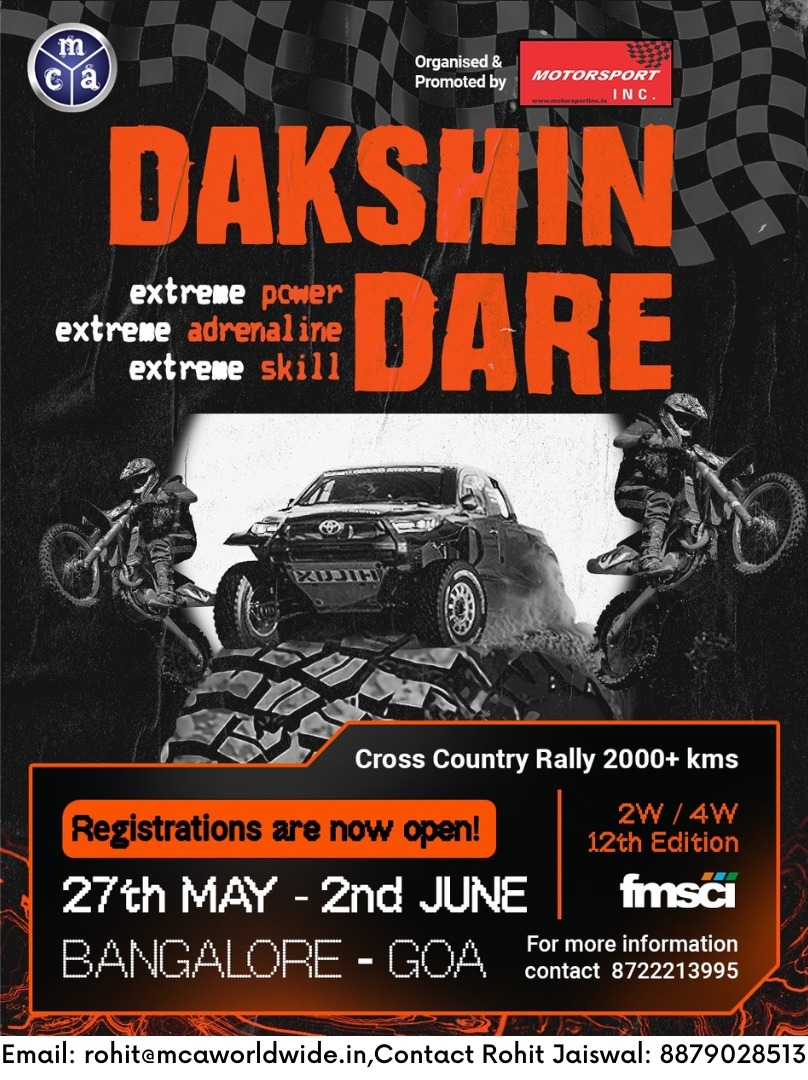 m
c a
Organised &
Promoted by
MOTORSPORT
INC.
www.motorsportinc.in
DAKSHIN
DARE
extreme power
extreme adrenaline
extreme skill
HILUX
Cross Country Rally 2000+ kms
Registrations are now open!
2W / 4W
12th Edition
27th MAY - 2nd JUNE
fmsci
BANGALORE - GOA
For more information
contact 8722213995
Email: rohit@mcaworldwide.in,Contact Rohit Jaiswal: 8879028513